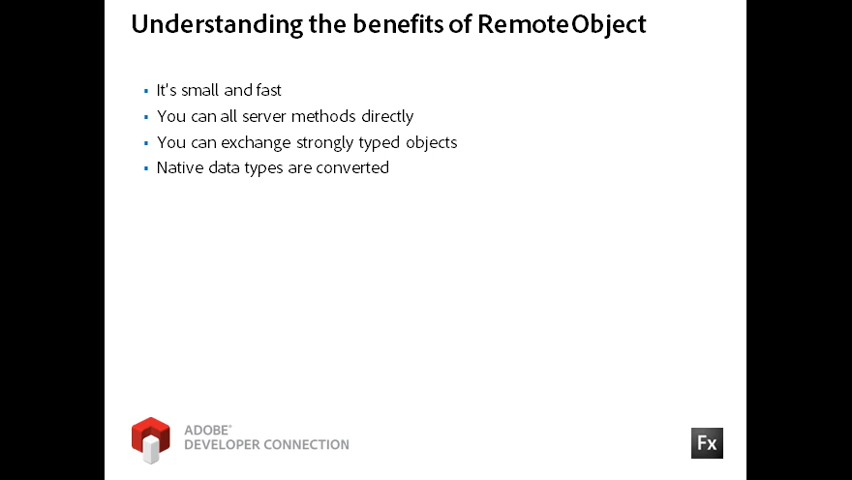 Understanding the benefits of RemoteObject
▪ It's small and fast
▪ You can all server methods directly
▪ You can exchange strongly typed objects
▪ Native data types are converted
ADOBE®
DEVELOPER CONNECTION
Fx